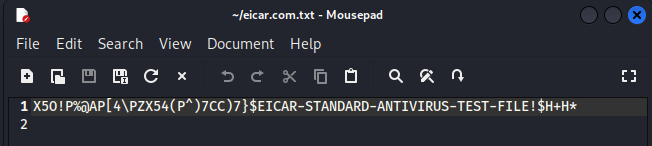 ~/eicar.com.txt - Mousepad
File Edit Search View Document Help
1 X5O!P%@AP[4\PZX54(P^)7CC)7}$EICAR-STANDARD-ANTIVIRUS-TEST-FILE!$H+H*
2